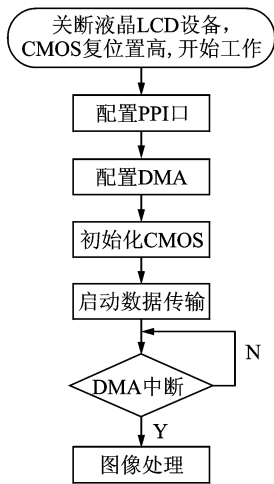 关断液晶LCD设备，
CMOS复位置高, 开始工作
配置PPI口
配置DMA
初始化CMOS
启动数据传输
N
DMA中断
Y
图像处理